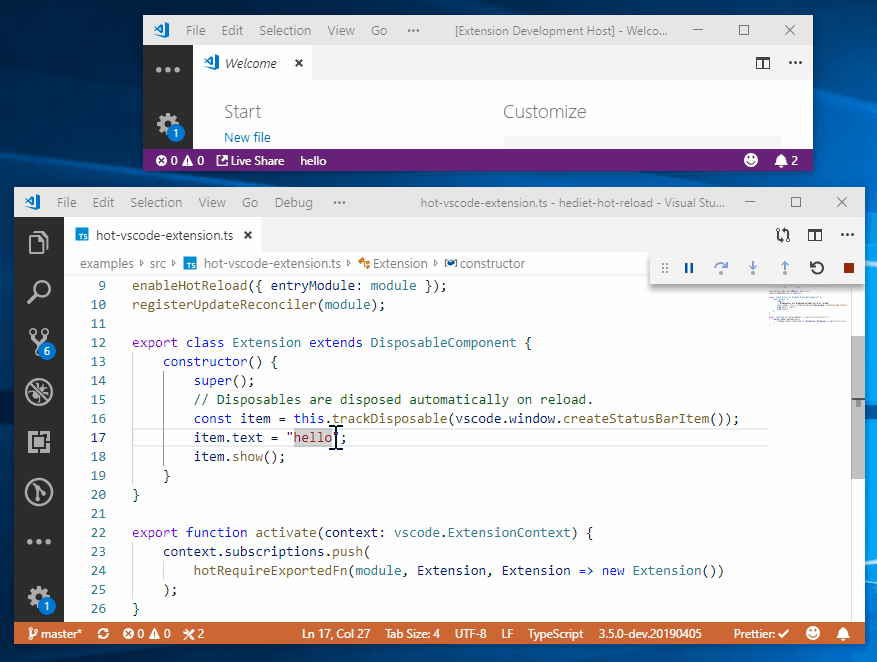 File Edit Selection View Go ••• [Extension Development Host] - Welco...
Welcome
Start Customize
New file
1
0 0 Live Share hello 2
File Edit Selection View Go Debug ••• hot-vscode-extension.ts - hediet-hot-reload - Visual Stu...
TS hot-vscode-extension.ts
examples src TS hot-vscode-extension.ts Extension constructor
9 enableHotReload({ entryModule: module });
10 registerUpdateReconciler(module);
11
12 export class Extension extends DisposableComponent {
13 constructor() {
14 super();
15 // Disposables are disposed automatically on reload.
16 const item = this.trackDisposable(vscode.window.createStatusBarItem());
17 item.text = "hello";
18 item.show();
19 }
20 }
21
22 export function activate(context: vscode.ExtensionContext) {
23 context.subscriptions.push(
24 hotRequireExportedFn(module, Extension, Extension => new Extension())
25 );
26 }
6
1
master* 0 0 2 Ln 17, Col 27 Tab Size: 4 UTF-8 LF TypeScript 3.5.0-dev.20190405 Prettier: ✓